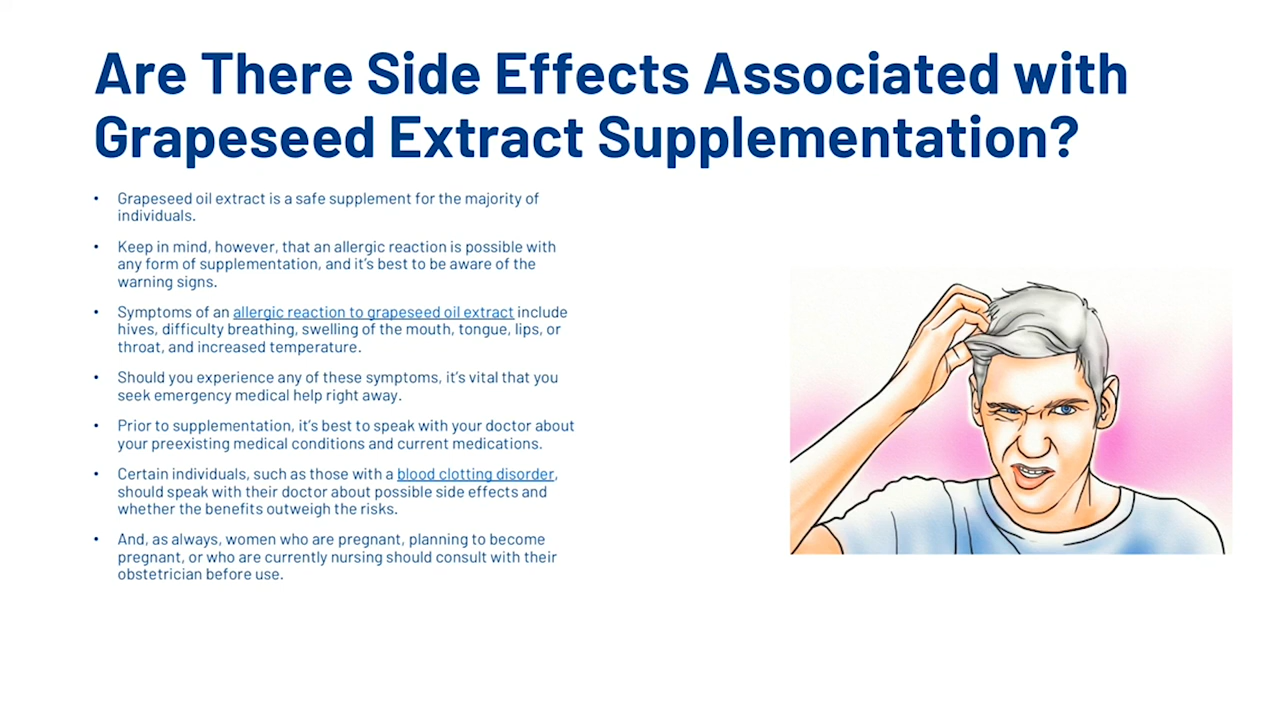 Are There Side Effects Associated with
Grapeseed Extract Supplementation?
• Grapeseed oil extract is a safe supplement for the majority of
individuals.
• Keep in mind, however, that an allergic reaction is possible with
any form of supplementation, and it's best to be aware of the
warning signs.
• Symptoms of an allergic reaction to grapeseed oil extract include
hives, difficulty breathing, swelling of the mouth, tongue, lips, or
throat, and increased temperature.
• Should you experience any of these symptoms, it's vital that you
seek emergency medical help right away.
• Prior to supplementation, it's best to speak with your doctor about
your preexisting medical conditions and current medications.
• Certain individuals, such as those with a blood clotting disorder,
should speak with their doctor about possible side effects and
whether the benefits outweigh the risks.
• And, as always, women who are pregnant, planning to become
pregnant, or who are currently nursing should consult with their
obstetrician before use.